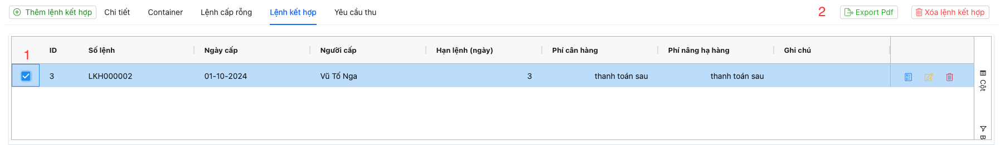 Thêm lệnh kết hợp Chi tiết Container Lệnh cấp rỗng Lệnh kết hợp Yêu cầu thu 2 Export Pdf Xóa lệnh kết hợp
1 ID Số lệnh Ngày cấp Người cấp Hạn lệnh (ngày) Phí cân hàng Phí nâng hạ hàng Ghi chú
3 LKH000002 01-10-2024 Vũ Tố Nga 3 thanh toán sau thanh toán sau
Cột